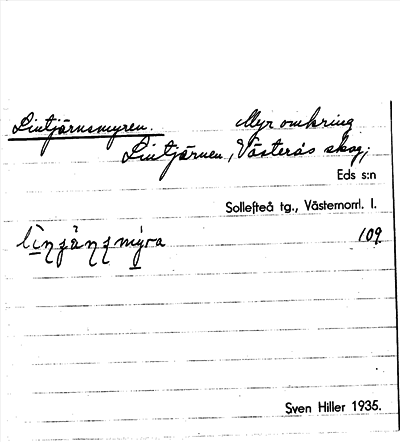 Lintjärnsmyren. Myr omkring
Lintjärnen, Västerås skog;
Eds s:n
Sollefteå tg., Västernorrl. l.
109
Sven Hiller 1935.